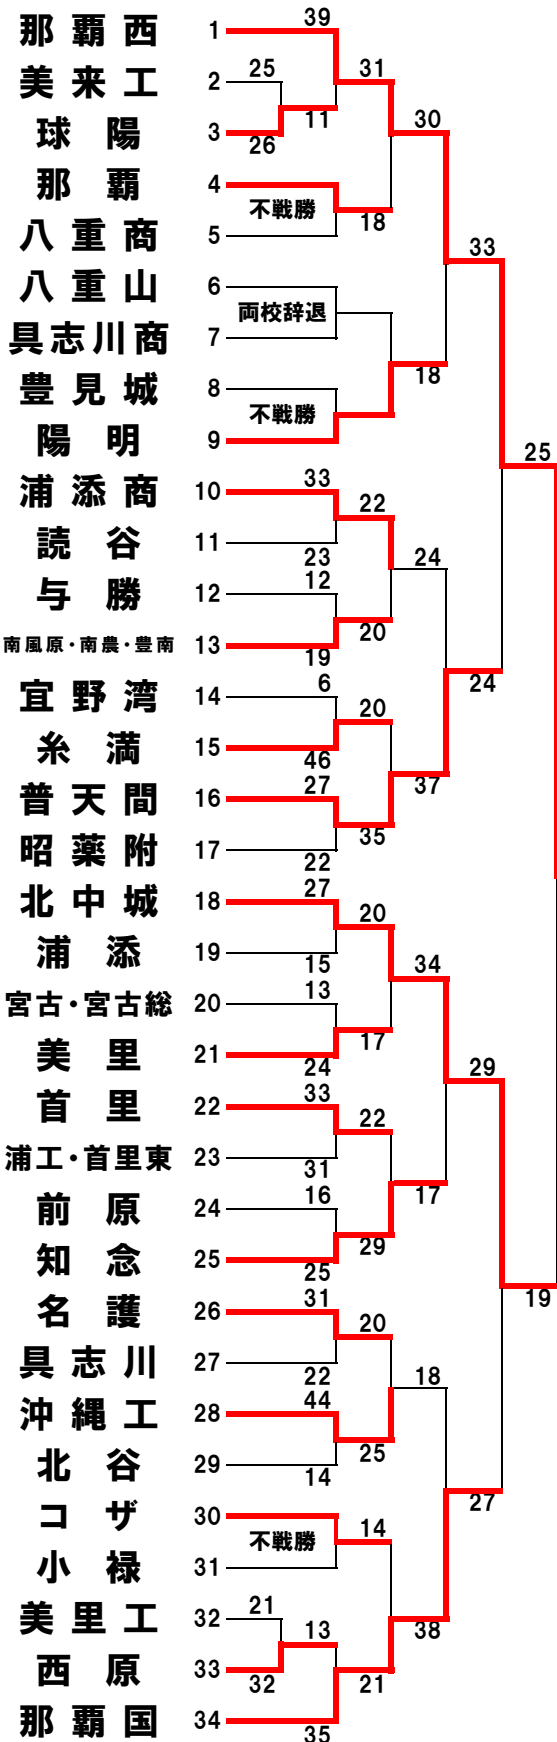 39
那覇西 1
31
美来工 2 25
11
30
球陽 3 26
那覇 4
不戦勝
18
八重商 5
33
八重山 6
両校辞退
具志川商 7
18
豊見城 8
不戦勝
陽明 9
25
浦添商 10 33
22
読谷 11 23
24
与勝 12 12
20
南風原・南農・豊南 13 19
24
宜野湾 14 6
20
糸満 15 46
37
普天間 16 27
35
昭薬附 17 22
北中城 18 27
20
浦添 19 15
34
宮古・宮古総 20 13
17
美里 21 24
29
首里 22 33
22
浦工・首里東 23 31
17
前原 24 16
29
知念 25 25
19
名護 26 31
20
具志川 27 22
18
沖縄工 28 44
25
北谷 29 14
27
コザ 30
不戦勝
14
小禄 31
美里工 32 21
13
38
西原 33 32
21
那覇国 34 35